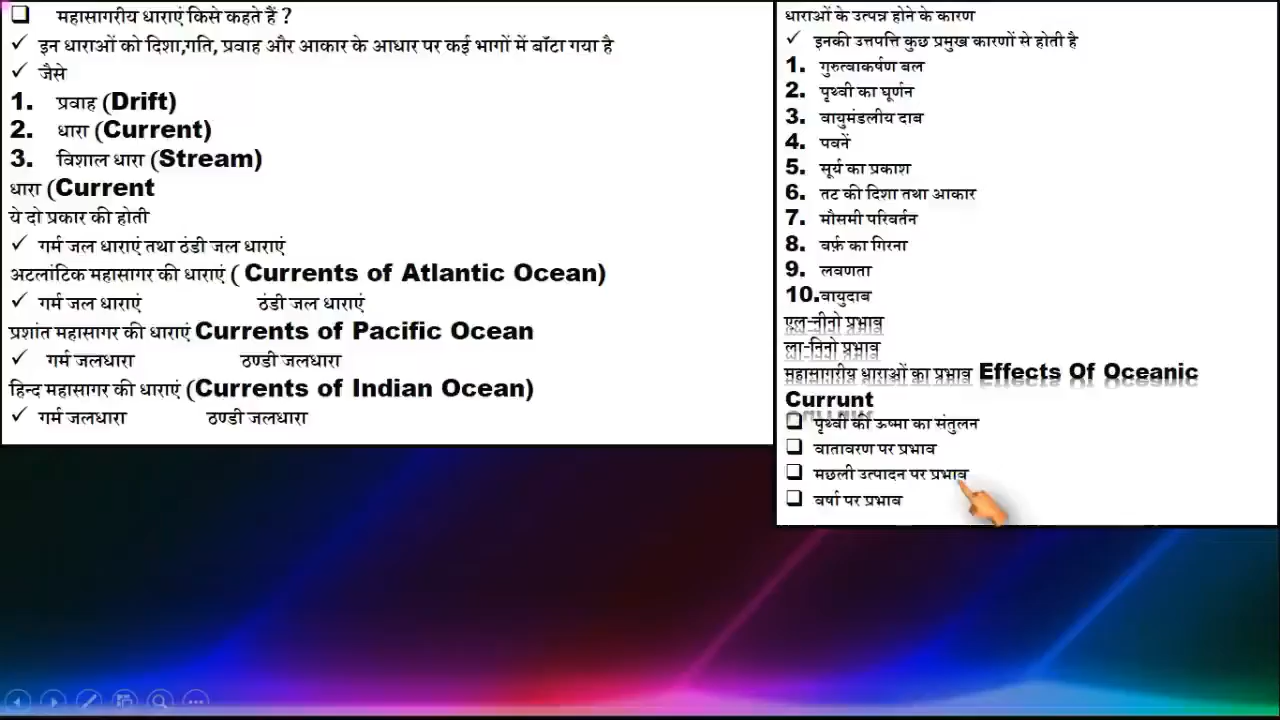 महासागरीय धाराएं किसे कहते हैं ?
इन धाराओं को दिशा,गति, प्रवाह और आकार के आधार पर कई भागों में बॉटा गया है
जैसे
1. प्रवाह (Drift)
2. धारा (Current)
3. विशाल धारा (Stream)
धारा (Current
ये दो प्रकार की होती
गर्म जल धाराएं तथा ठंडी जल धाराएं
अटलांटिक महासागर की धाराएं ( Currents of Atlantic Ocean)
गर्म जल धाराएं ठंडी जल धाराएं
प्रशांत महासागर की धाराएं Currents of Pacific Ocean
गर्म जलधारा ठण्डी जलधारा
हिन्द महासागर की धाराएं (Currents of Indian Ocean)
गर्म जलधारा ठण्डी जलधारा
धाराओं के उत्पन्न होने के कारण
इनकी उत्तपत्ति कुछ प्रमुख कारणों से होती है
1. गुरुत्वाकर्षण बल
2. पृथ्वी का घूर्णन
3. वायुमंडलीय दाब
4. पवनें
5. सूर्य का प्रकाश
6. तट की दिशा तथा आकार
7. मौसमी परिवर्तन
8. बर्फ़ का गिरना
9. लवणता
10.वायुदाब
एल-नीनो प्रभाव
ला-निनो प्रभाव
महासागरीय धाराओं का प्रभाव Effects Of Oceanic
Currunt
पृथ्वी की ऊष्मा का संतुलन
वातावरण पर प्रभाव
मछली उत्पादन पर प्रभाव
वर्षा पर प्रभाव